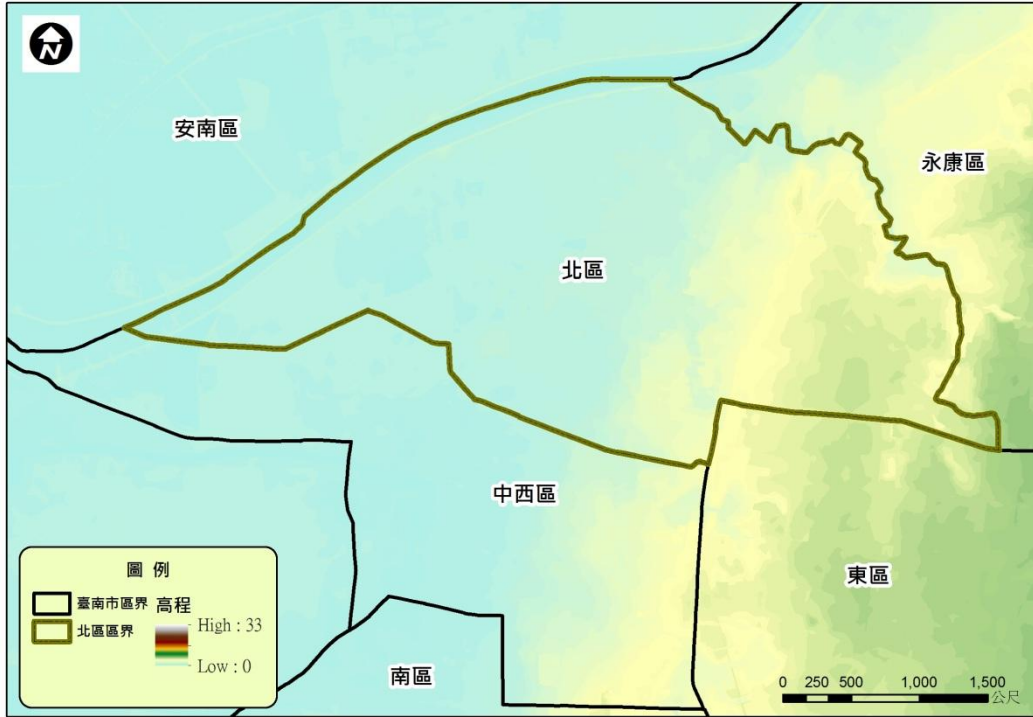 N
安南區
永康區
北區
中西區
東區
南區
圖 例
臺南市區界
北區區界
高程
High : 33
Low : 0
0 250 500 1,000 1,500
公尺